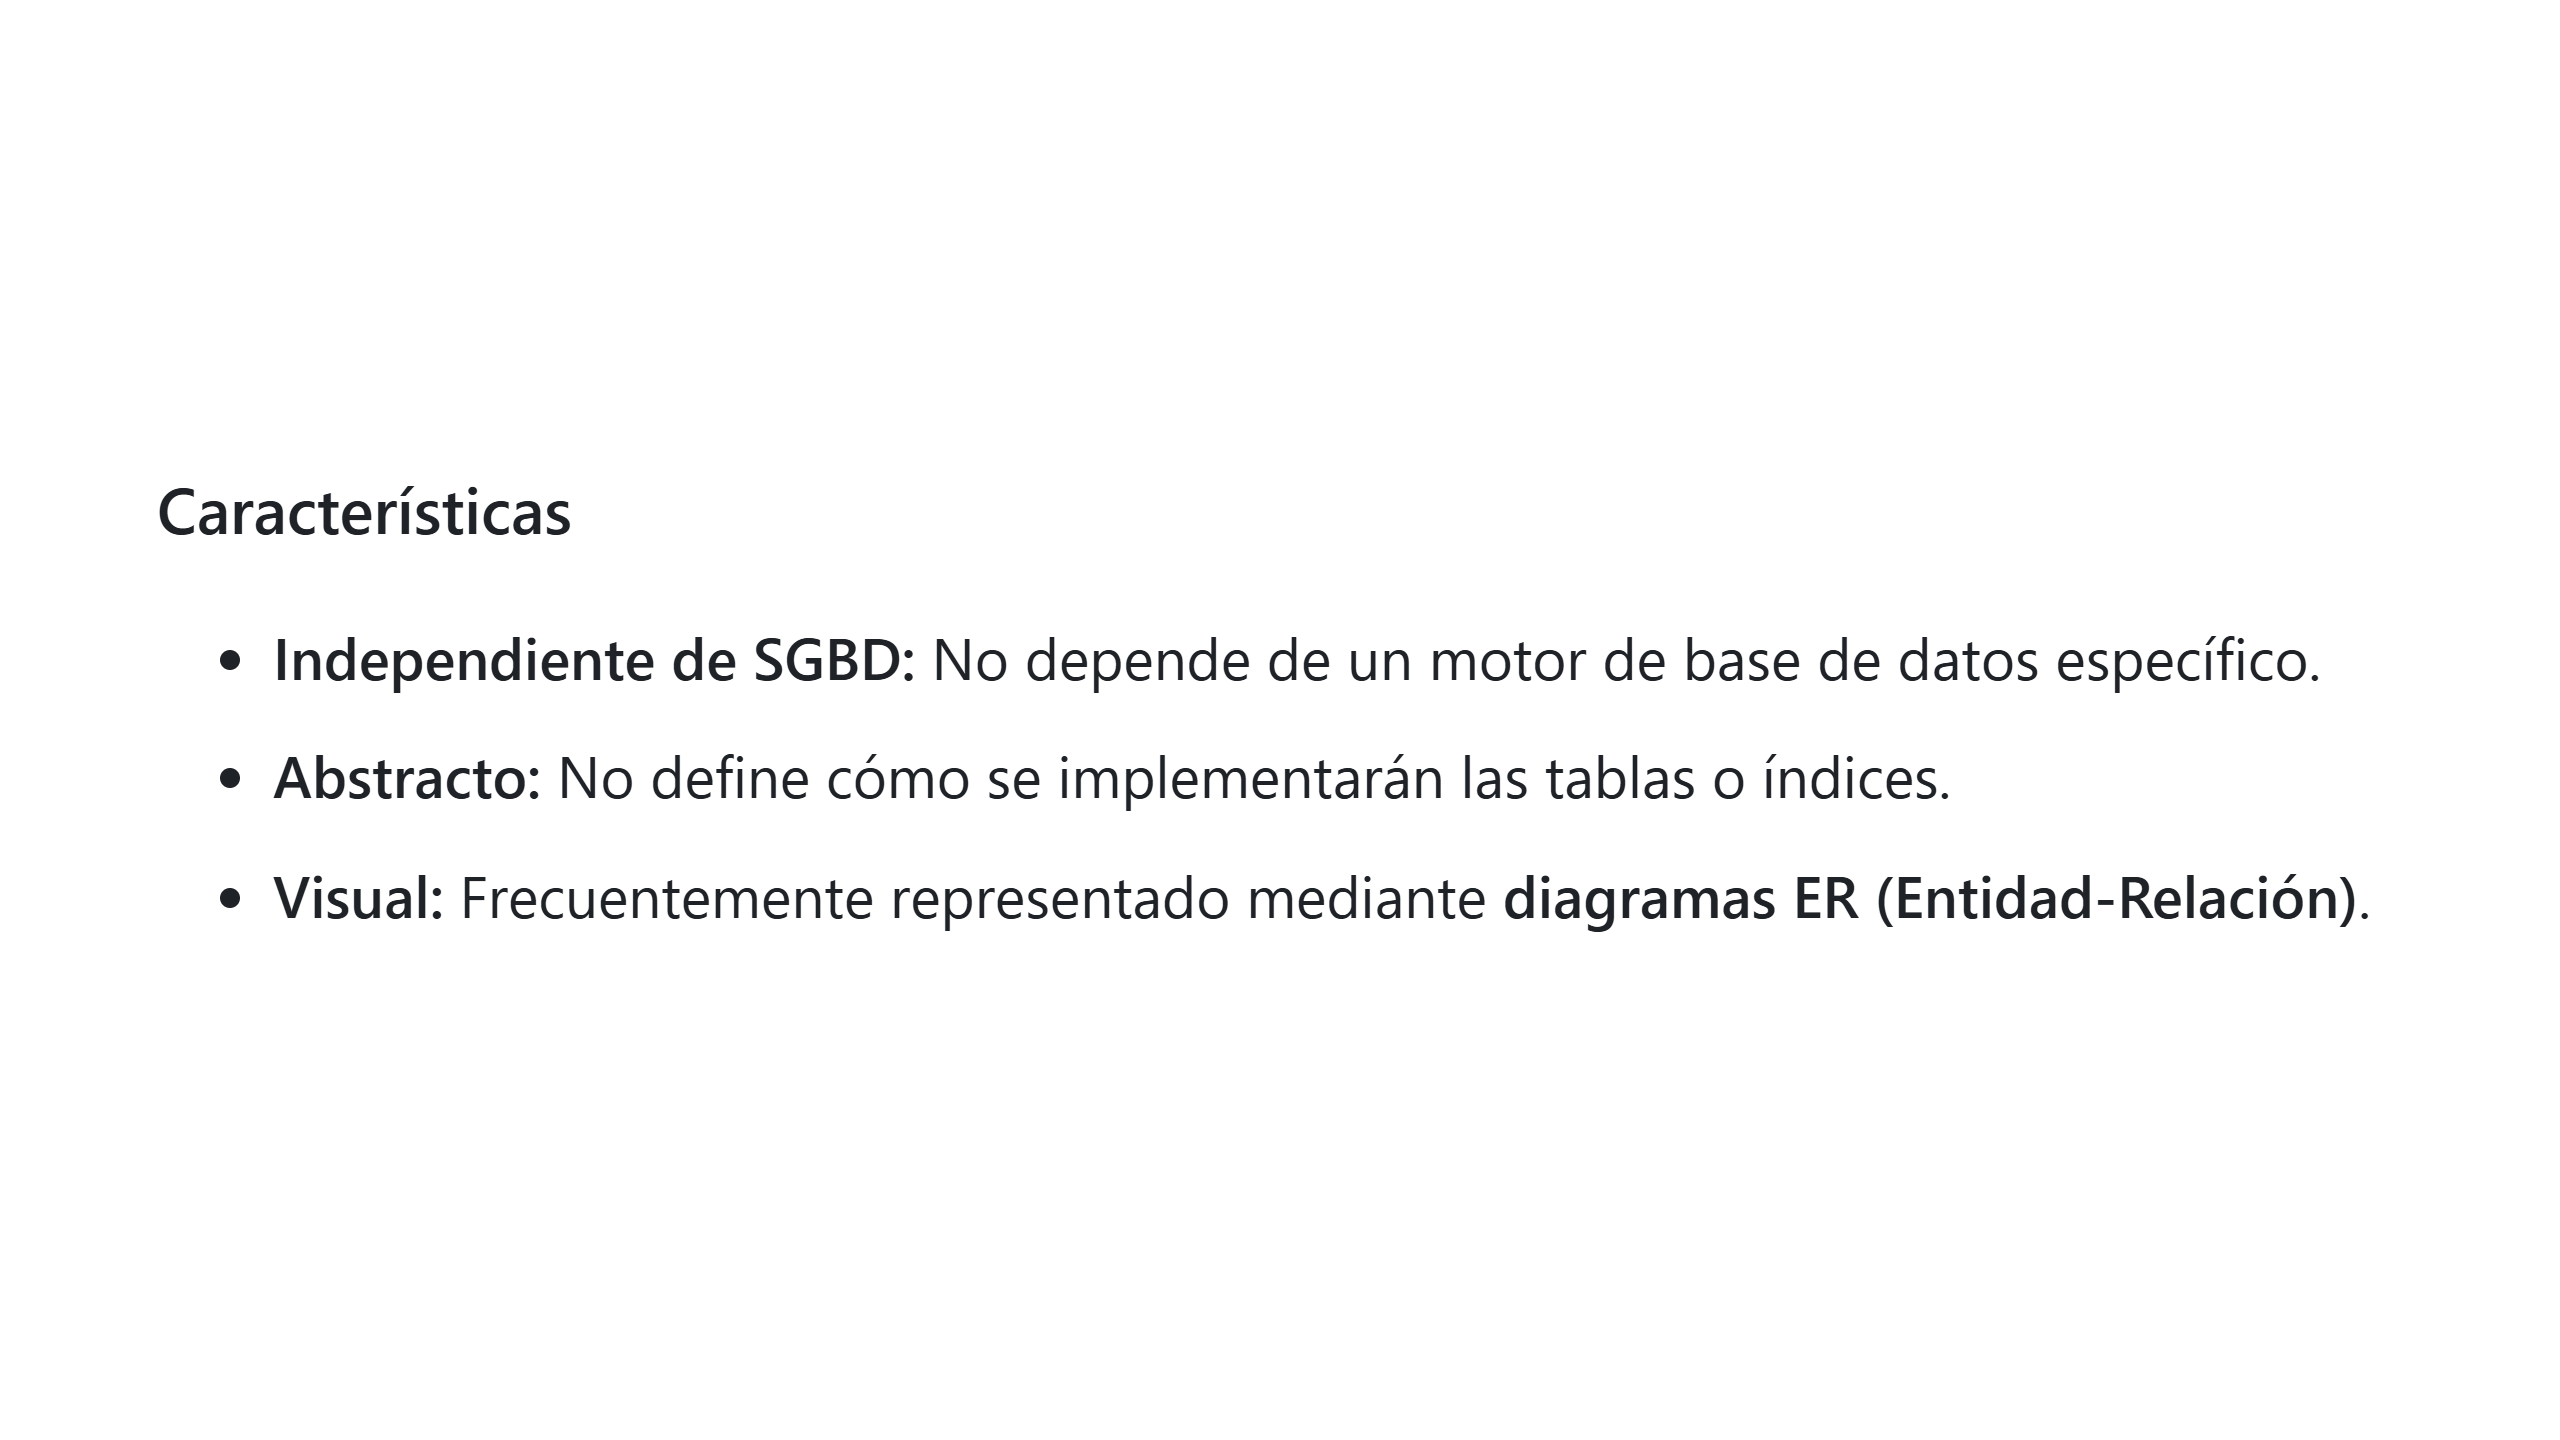 Características
• Independiente de SGBD: No depende de un motor de base de datos específico.
• Abstracto: No define cómo se implementarán las tablas o índices.
• Visual: Frecuentemente representado mediante diagramas ER (Entidad-Relación).